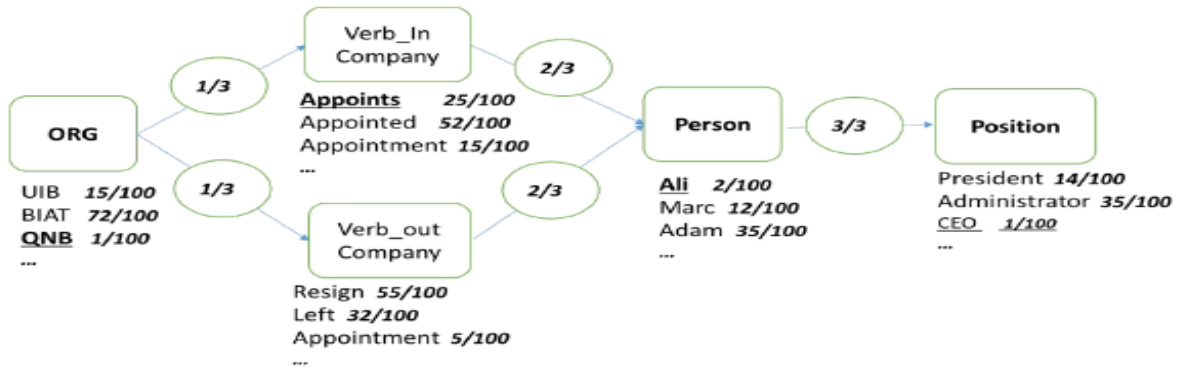 ORG
UIB 15/100
BIAT 72/100
QNB 1/100
...
1/3
1/3
Verb_In
Company
Appoints 25/100
Appointed 52/100
Appointment 15/100
...
Verb_out
Company
Resign 55/100
Left 32/100
Appointment 5/100
...
2/3
2/3
Person
Ali 2/100
Marc 12/100
Adam 35/100
...
3/3
Position
President 14/100
Administrator 35/100
CEO 1/100
...